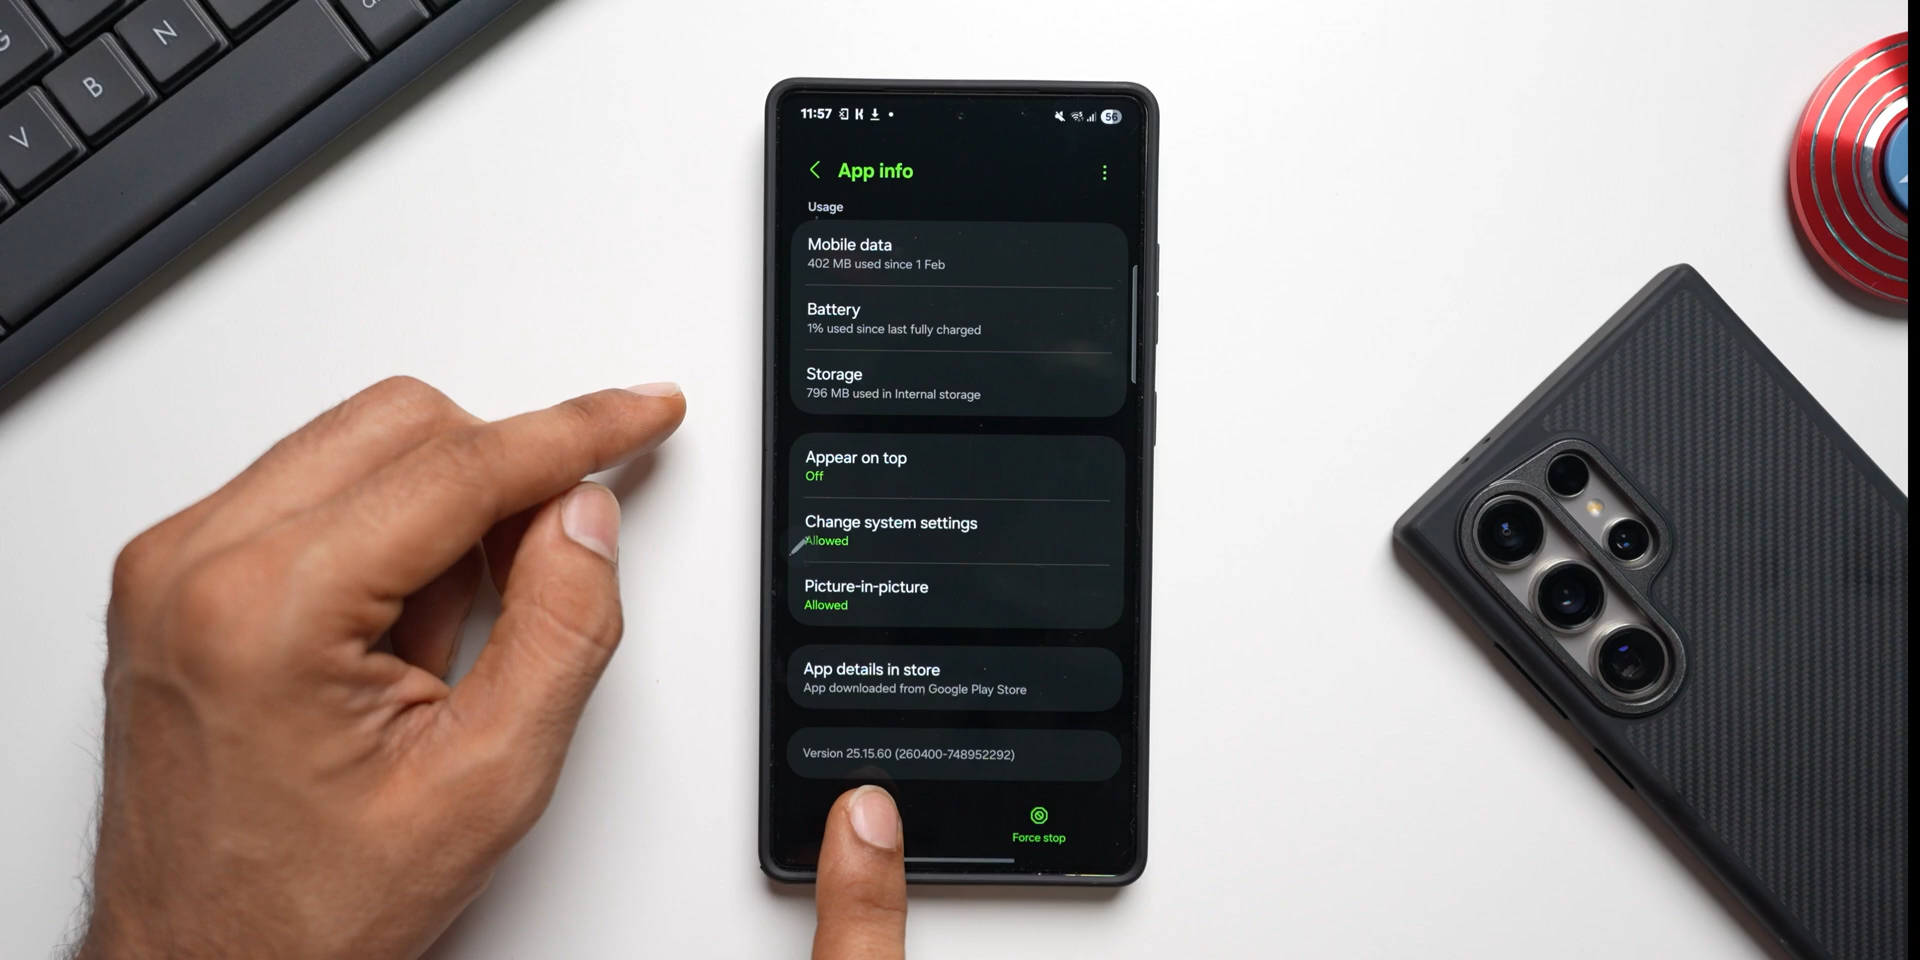 G
B
N
V
11:57
56
App info
Usage
Mobile data
402 MB used since 1 Feb
Battery
1% used since last fully charged
Storage
796 MB used in Internal storage
Appear on top
Off
Change system settings
Allowed
Picture-in-picture
Allowed
App details in store
App downloaded from Google Play Store
Version 25.15.60 (260400-748952292)
Force stop